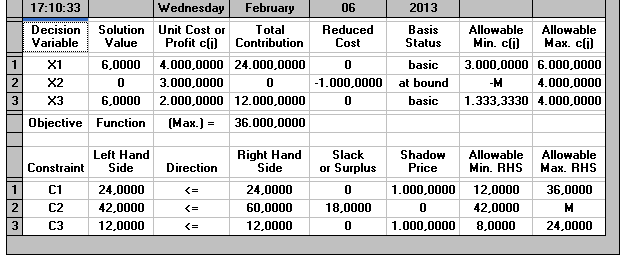 17:10:33 Wednesday February 06 2013
Decision Variable Solution Value Unit Cost or Profit c(j) Total Contribution Reduced Cost Basis Status Allowable Min. c(j) Allowable Max. c(j)
1 X1 6,0000 4.000,0000 24.000,0000 0 basic 3.000,0000 6.000,0000
2 X2 0 3.000,0000 0 -1.000,0000 at bound -M 4.000,0000
3 X3 6,0000 2.000,0000 12.000,0000 0 basic 1.333,3330 4.000,0000
Objective Function (Max.) = 36.000,0000
Constraint Left Hand Side Direction Right Hand Side Slack or Surplus Shadow Price Allowable Min. RHS Allowable Max. RHS
1 C1 24,0000 <= 24,0000 0 1.000,0000 12,0000 36,0000
2 C2 42,0000 <= 60,0000 18,0000 0 42,0000 M
3 C3 12,0000 <= 12,0000 0 1.000,0000 8,0000 24,0000